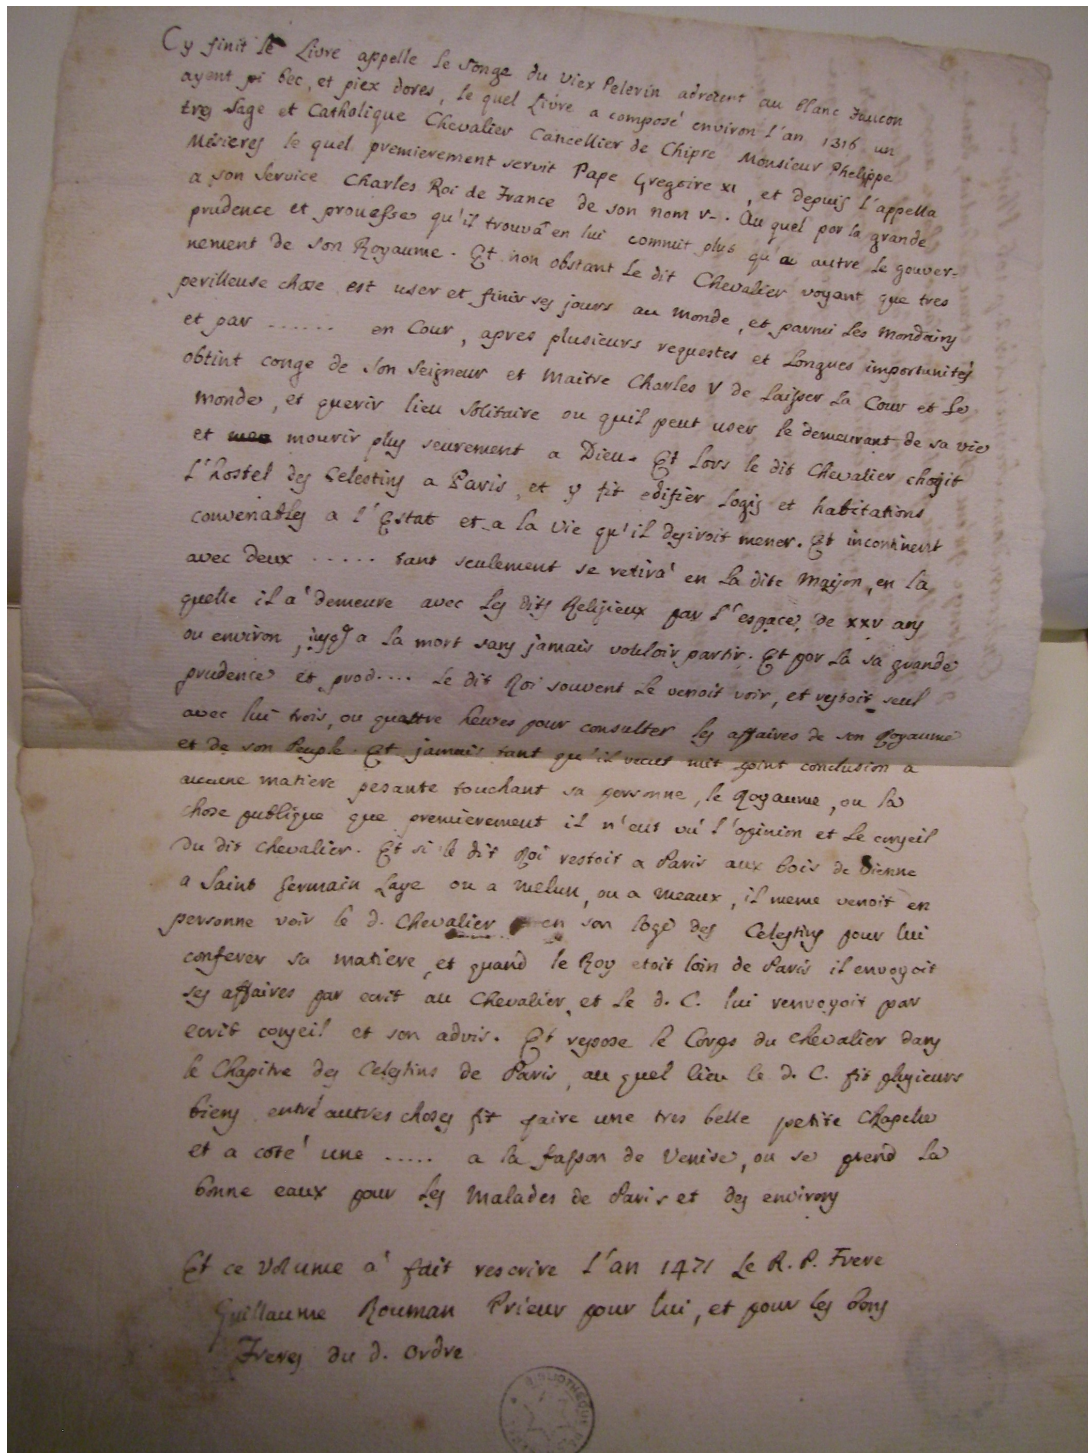 Cy finit le Livre appelle le songe du vier Pelerin adroient au blanc faucon
ayant bec, et piez dores, le quel Livre a composé environ l'an 1316 un
tres sage et Catholique Chevalier Cancellier de Chipre Monsieur Phelippe
Mesieres le quel premierement servit Pape Gregoire XI, et depuis l'appella
a son service Charles Roi de France de son nom V. Au quel por la grande
prudence et prouesse qu'il trouva en lui commit plus qu'a autre le gouver-
nement de son Royaume. Et non obstant le dit Chevalier voyant que tres
perilleuse chose est user et finir ses jours au monde, et parmi les mondains
et par ...... en Cour, apres plusieurs requestes et longues importunités
obtint conge de son seigneur et maitre Charles V de laisser la Cour et le
monde, et querir lieu solitaire ou quil peut user le demeurant de sa vie
et mourir plus seurement a Dieu. Et lors le dit Chevalier choisit
l'hostel des Celestins a Paris, et y fit edifier logis et habitations
convenables a l'Estat et a la vie qu'il desiroit mener. Et incontinent
avec deux ..... tant seulement se retira' en la dite maison, en la
quelle il a' demeure avec les dits Religieux par l'espace de XXV ans
ou environ, jusq a la mort sans jamais vouloir partir. Et por la sa grande
prudence et prod.... le dit Roi souvent le venoit voir, et restoit seul
avec lui trois, ou quattre heures pour consulter les affaires de son Royaume
et de son Peuple. Et jamais tant qu'il vecut mit point conclusion a
aucune matiere pesante touchant sa personne, le Royaume, ou la
chose publique que premierement il n'eut vú l'opinion et le conseil
du dit chevalier. Et si le dit Roi restoit a Paris aux bois de Vienne
a Saint Germain Laye ou a Melun, ou a Meaux, il meme venoit en
personne voir le d. Chevalier en son loge des Celestins pour lui
conferer sa matiere, et quand le Roy etoit loin de Paris il envoyoit
ses affaires par ecrit au Chevalier, et le d. C. lui renvoyoit par
ecrit conseil et son advis. Et repose le Corps du chevalier dans
le Chapitre des Celestins de Paris, au quel lieu le d. C. fit plusieurs
biens entre' autres choses fit faire une tres belle petite Chapelle
et a coté une ..... a la fasson de Venise, ou se prend la
bonne eaux pour les Malades de Paris et des environs
Et ce Volume a' fait rescrire l'an 1471 le R. P. Frere
Guillaume Rouman Prieur pour lui, et pour les bons
Freres du d. ordre